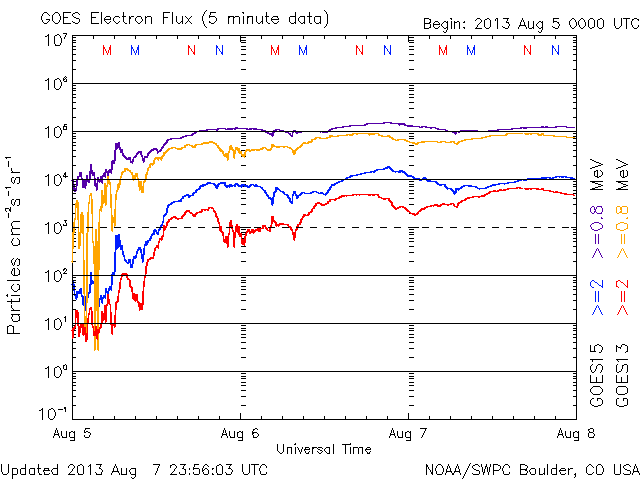 GOES Electron Flux (5 minute data)
Begin: 2013 Aug 5 0000 UTC
M M N N M M N N M M N N
10⁷
10⁶
10⁵
10⁴
10³
10²
10¹
10⁰
10⁻¹
Particles cm⁻²s⁻¹sr⁻¹
Aug 5 Aug 6 Aug 7 Aug 8
Universal Time
GOES15 >=2 >=0.8 MeV
GOES13 >=2 >=0.8 MeV
Updated 2013 Aug 7 23:56:03 UTC
NOAA/SWPC Boulder, CO USA